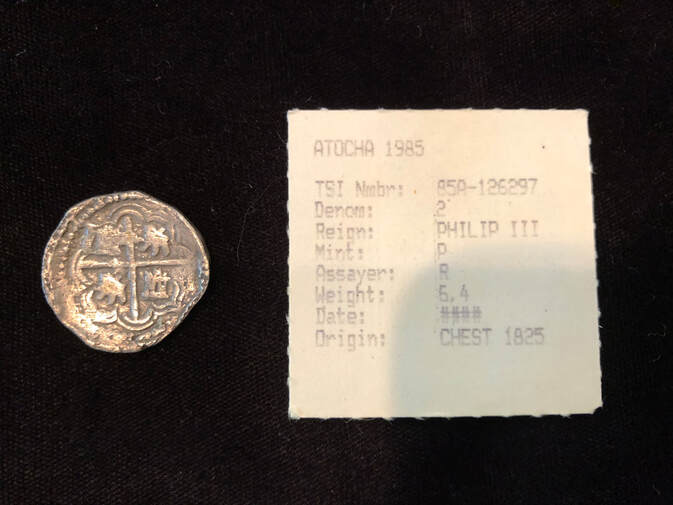 ATOCHA 1985
TSI Nmbr: 85A-126297
Denom: 2
Reign: PHILIP III
Mint: P
Assayer: R
Weight: 6.4
Date: ####
Origin: CHEST 1825